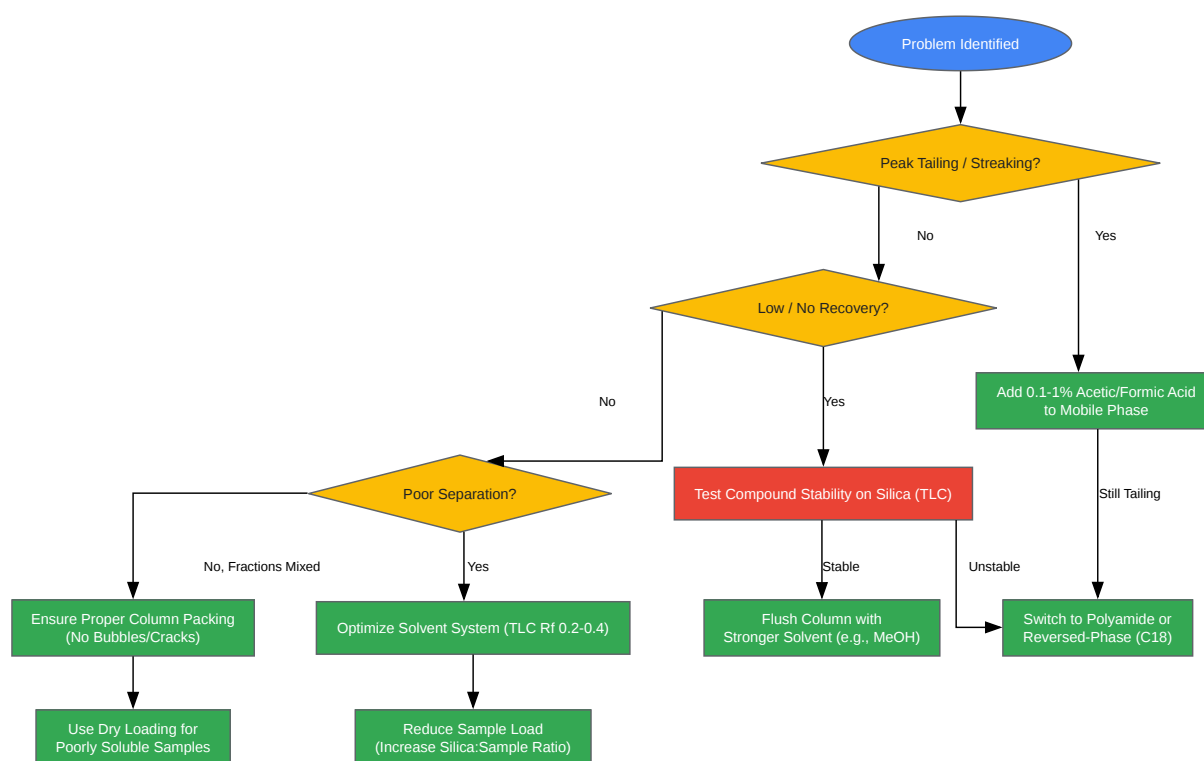 Problem Identified
Peak Tailing / Streaking?
No
Yes
Low / No Recovery?
Add 0.1-1% Acetic/Formic Acid
to Mobile Phase
No
Yes
Poor Separation?
Test Compound Stability on Silica (TLC)
Still Tailing
No, Fractions Mixed
Yes
Stable
Unstable
Ensure Proper Column Packing
(No Bubbles/Cracks)
Optimize Solvent System (TLC Rf 0.2-0.4)
Flush Column with
Stronger Solvent (e.g., MeOH)
Switch to Polyamide or
Reversed-Phase (C18)
Use Dry Loading for
Poorly Soluble Samples
Reduce Sample Load
(Increase Silica:Sample Ratio)